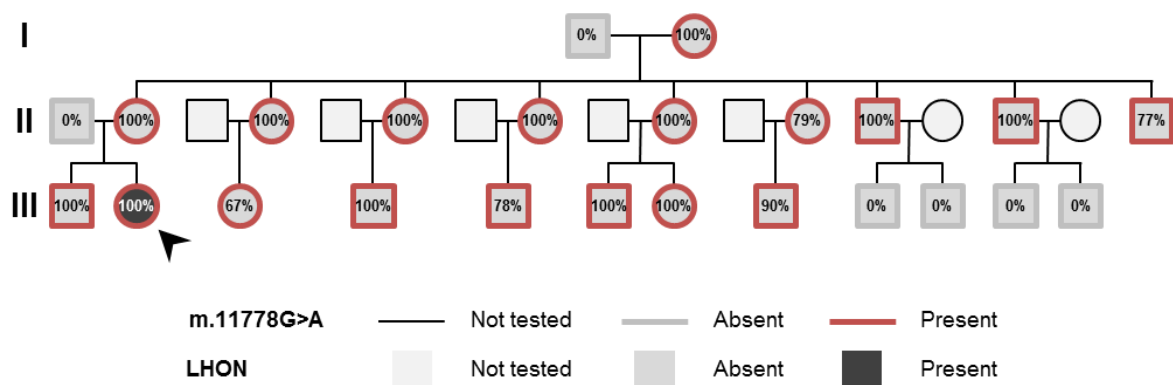 I 0% 100%
II 0% 100% 100% 100% 100% 100% 79% 100% 100% 77%
III 100% 100% 67% 100% 78% 100% 100% 90% 0% 0% 0% 0%
m.11778G>A Not tested Absent Present
LHON Not tested Absent Present